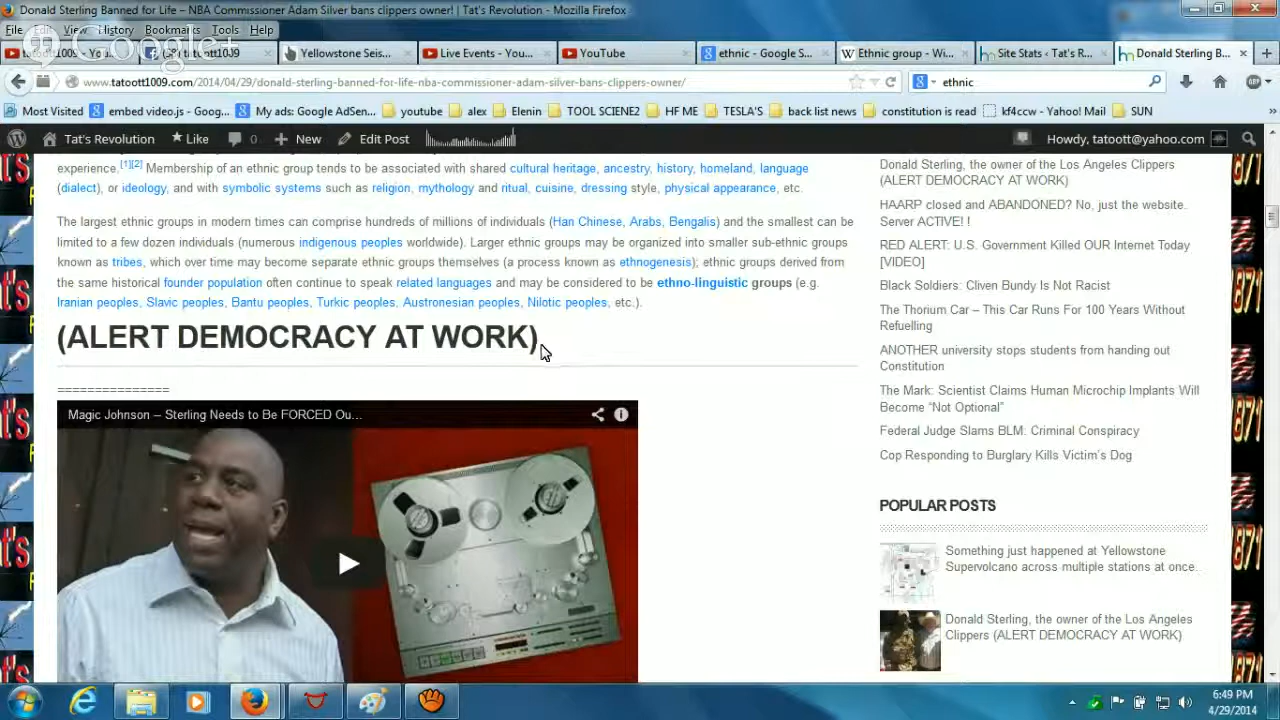 Donald Sterling Banned for Life – NBA Commissioner Adam Silver bans clippers owner! | Tat's Revolution - Mozilla Firefox
File Edit View History Bookmarks Tools Help
Google+
Yellowstone Seis...
Live Events - You...
YouTube
ethnic - Google S...
Ethnic group - Wi...
Site Stats ‹ Tat's R...
Donald Sterling B...
www.tatoott1009.com/2014/04/29/donald-sterling-banned-for-life-nba-commissioner-adam-silver-bans-clippers-owner/
ethnic
Most Visited
embed video.js - Goog...
My ads: Google AdSen...
youtube
alex
Elenin
TOOL SCIENE2
HF ME
TESLA'S
back list news
constitution is read
kf4ccw - Yahoo! Mail
SUN
Tat's Revolution
Like
0
New
Edit Post
Howdy, tatoott@yahoo.com
experience.[1][2] Membership of an ethnic group tends to be associated with shared cultural heritage, ancestry, history, homeland, language
(dialect), or ideology, and with symbolic systems such as religion, mythology and ritual, cuisine, dressing style, physical appearance, etc.
The largest ethnic groups in modern times can comprise hundreds of millions of individuals (Han Chinese, Arabs, Bengalis) and the smallest can be
limited to a few dozen individuals (numerous indigenous peoples worldwide). Larger ethnic groups may be organized into smaller sub-ethnic groups
known as tribes, which over time may become separate ethnic groups themselves (a process known as ethnogenesis); ethnic groups derived from
the same historical founder population often continue to speak related languages and may be considered to be ethno-linguistic groups (e.g.
Iranian peoples, Slavic peoples, Bantu peoples, Turkic peoples, Austronesian peoples, Nilotic peoples, etc.).
(ALERT DEMOCRACY AT WORK)
===============
Magic Johnson – Sterling Needs to Be FORCED Ou...
Donald Sterling, the owner of the Los Angeles Clippers
(ALERT DEMOCRACY AT WORK)
HAARP closed and ABANDONED? No, just the website.
Server ACTIVE! !
RED ALERT: U.S. Government Killed OUR Internet Today
[VIDEO]
Black Soldiers: Cliven Bundy Is Not Racist
The Thorium Car – This Car Runs For 100 Years Without
Refuelling
ANOTHER university stops students from handing out
Constitution
The Mark: Scientist Claims Human Microchip Implants Will
Become “Not Optional”
Federal Judge Slams BLM: Criminal Conspiracy
Cop Responding to Burglary Kills Victim's Dog
POPULAR POSTS
Something just happened at Yellowstone
Supervolcano across multiple stations at once.
Donald Sterling, the owner of the Los Angeles
Clippers (ALERT DEMOCRACY AT WORK)
6:49 PM
4/29/2014